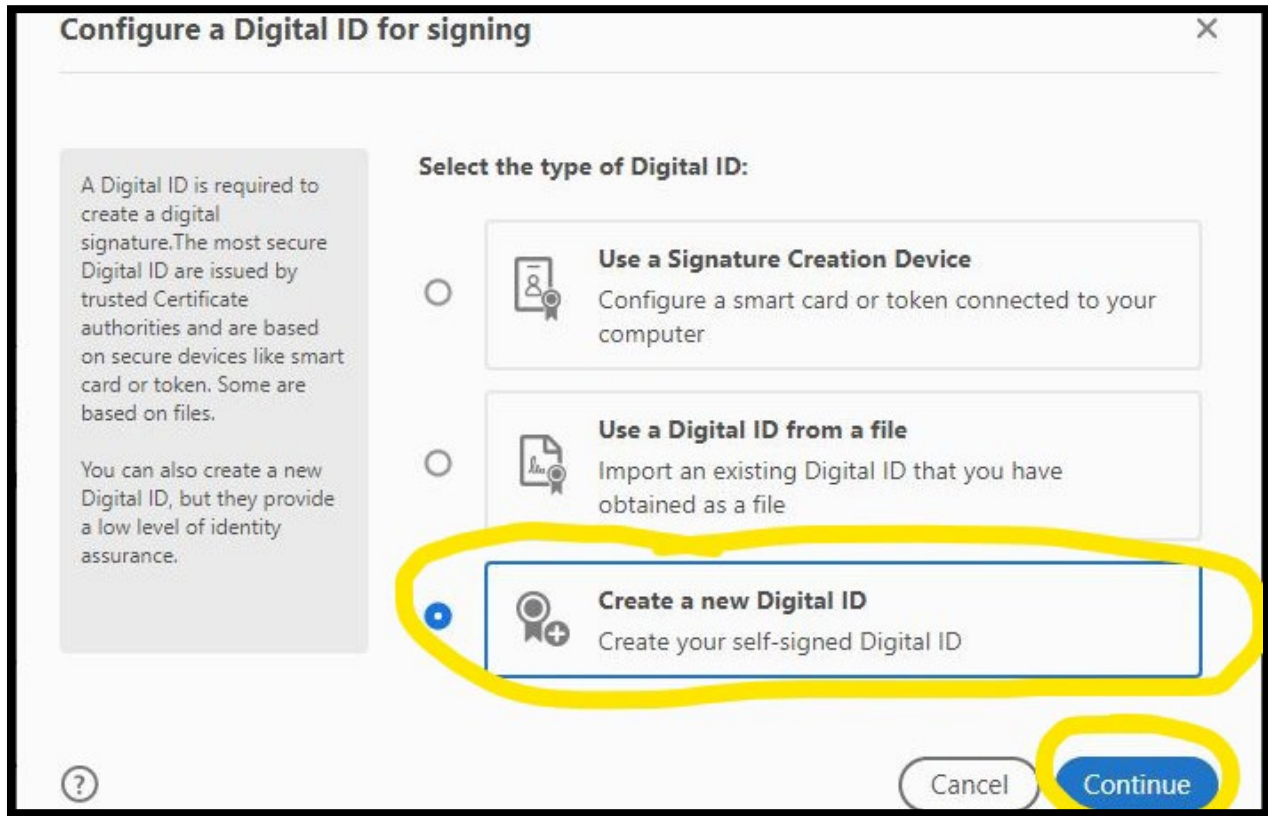 Configure a Digital ID for signing
A Digital ID is required to
create a digital
signature.The most secure
Digital ID are issued by
trusted Certificate
authorities and are based
on secure devices like smart
card or token. Some are
based on files.
You can also create a new
Digital ID, but they provide
a low level of identity
assurance.
Select the type of Digital ID:
Use a Signature Creation Device
Configure a smart card or token connected to your
computer
Use a Digital ID from a file
Import an existing Digital ID that you have
obtained as a file
Create a new Digital ID
Create your self-signed Digital ID
Cancel
Continue